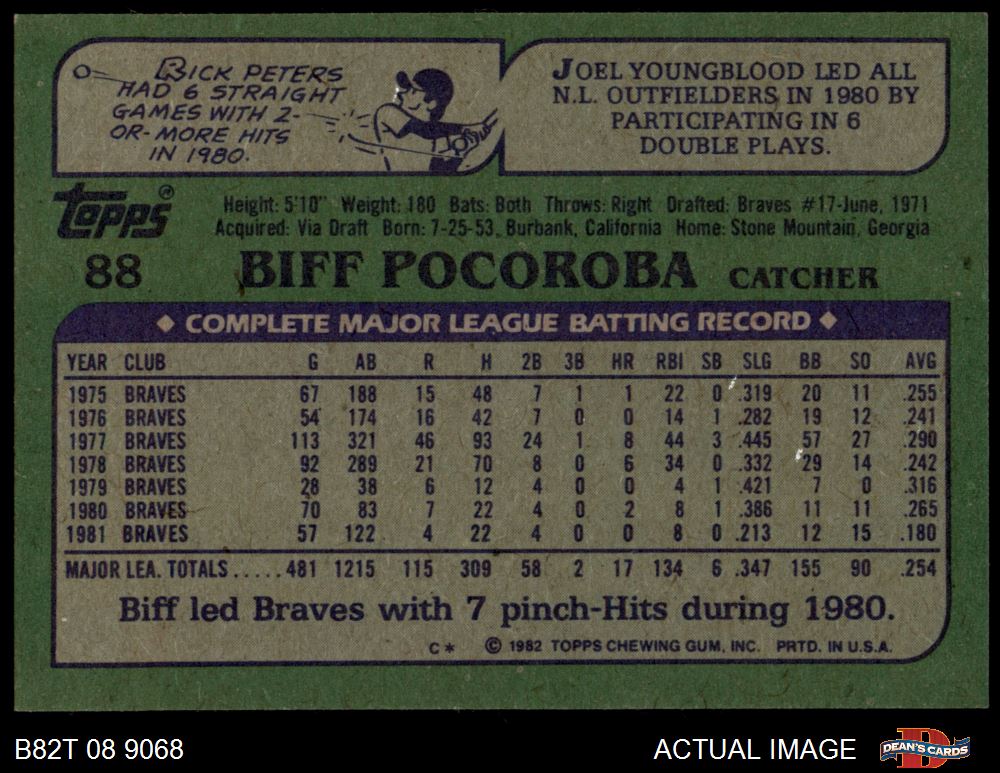 RICK PETERS
HAD 6 STRAIGHT
GAMES WITH 2-
OR-MORE HITS
IN 1980.
JOEL YOUNGBLOOD LED ALL
N.L. OUTFIELDERS IN 1980 BY
PARTICIPATING IN 6
DOUBLE PLAYS.
Topps®
Height: 5'10" Weight: 180 Bats: Both Throws: Right Drafted: Braves #17-June, 1971
Acquired: Via Draft Born: 7-25-53, Burbank, California Home: Stone Mountain, Georgia
88 BIFF POCOROBA CATCHER
◆ COMPLETE MAJOR LEAGUE BATTING RECORD ◆
YEAR CLUB G AB R H 2B 3B HR RBI SB SLG BB SO AVG
1975 BRAVES 67 188 15 48 7 1 1 22 0 .319 20 11 .255
1976 BRAVES 54 174 16 42 7 0 0 14 1 .282 19 12 .241
1977 BRAVES 113 321 46 93 24 1 8 44 3 .445 57 27 .290
1978 BRAVES 92 289 21 70 8 0 6 34 0 .332 29 14 .242
1979 BRAVES 28 38 6 12 4 0 0 4 1 .421 7 0 .316
1980 BRAVES 70 83 7 22 4 0 2 8 1 .386 11 11 .265
1981 BRAVES 57 122 4 22 4 0 0 8 0 .213 12 15 .180
MAJOR LEA. TOTALS.....481 1215 115 309 58 2 17 134 6 .347 155 90 .254
Biff led Braves with 7 pinch-Hits during 1980.
C* © 1982 TOPPS CHEWING GUM, INC. PRTD. IN U.S.A.
B82T 08 9068
ACTUAL IMAGE
DEAN'S CARDS